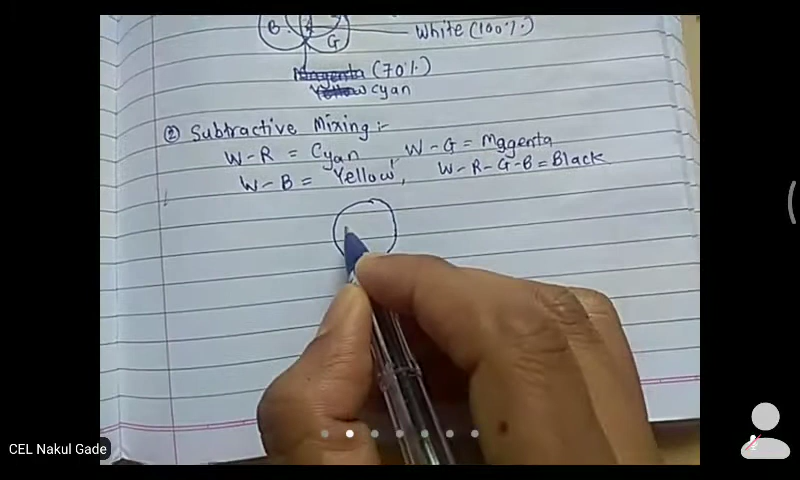 B
G
White (100%)
Magenta (70%)
Yellow cyan
② Subtractive Mixing :-
W-R = Cyan, W-G = Magenta
W-B = Yellow, W-R-G-B = Black
CEL Nakul Gade